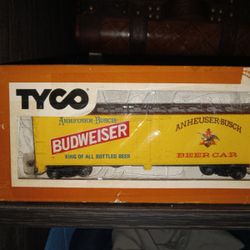 TYCO
ANHEUSER-BUSCH
BUDWEISER
KING OF ALL BOTTLED BEER
ANHEUSER-BUSCH
BEER CAR